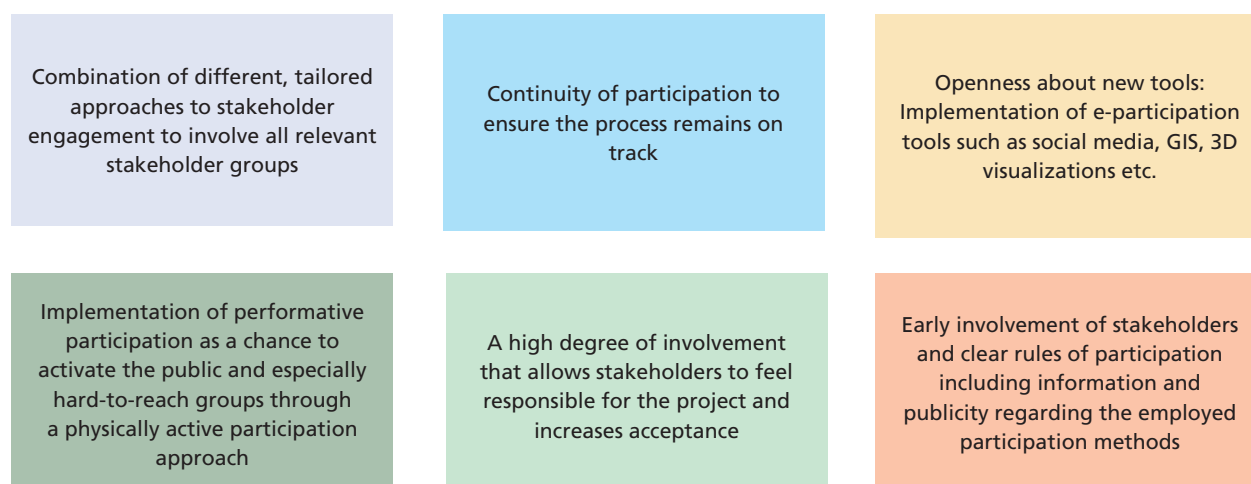 Combination of different, tailored
approaches to stakeholder
engagement to involve all relevant
stakeholder groups
Continuity of participation to
ensure the process remains on
track
Openness about new tools:
Implementation of e-participation
tools such as social media, GIS, 3D
visualizations etc.
Implementation of performative
participation as a chance to
activate the public and especially
hard-to-reach groups through
a physically active participation
approach
A high degree of involvement
that allows stakeholders to feel
responsible for the project and
increases acceptance
Early involvement of stakeholders
and clear rules of participation
including information and
publicity regarding the employed
participation methods